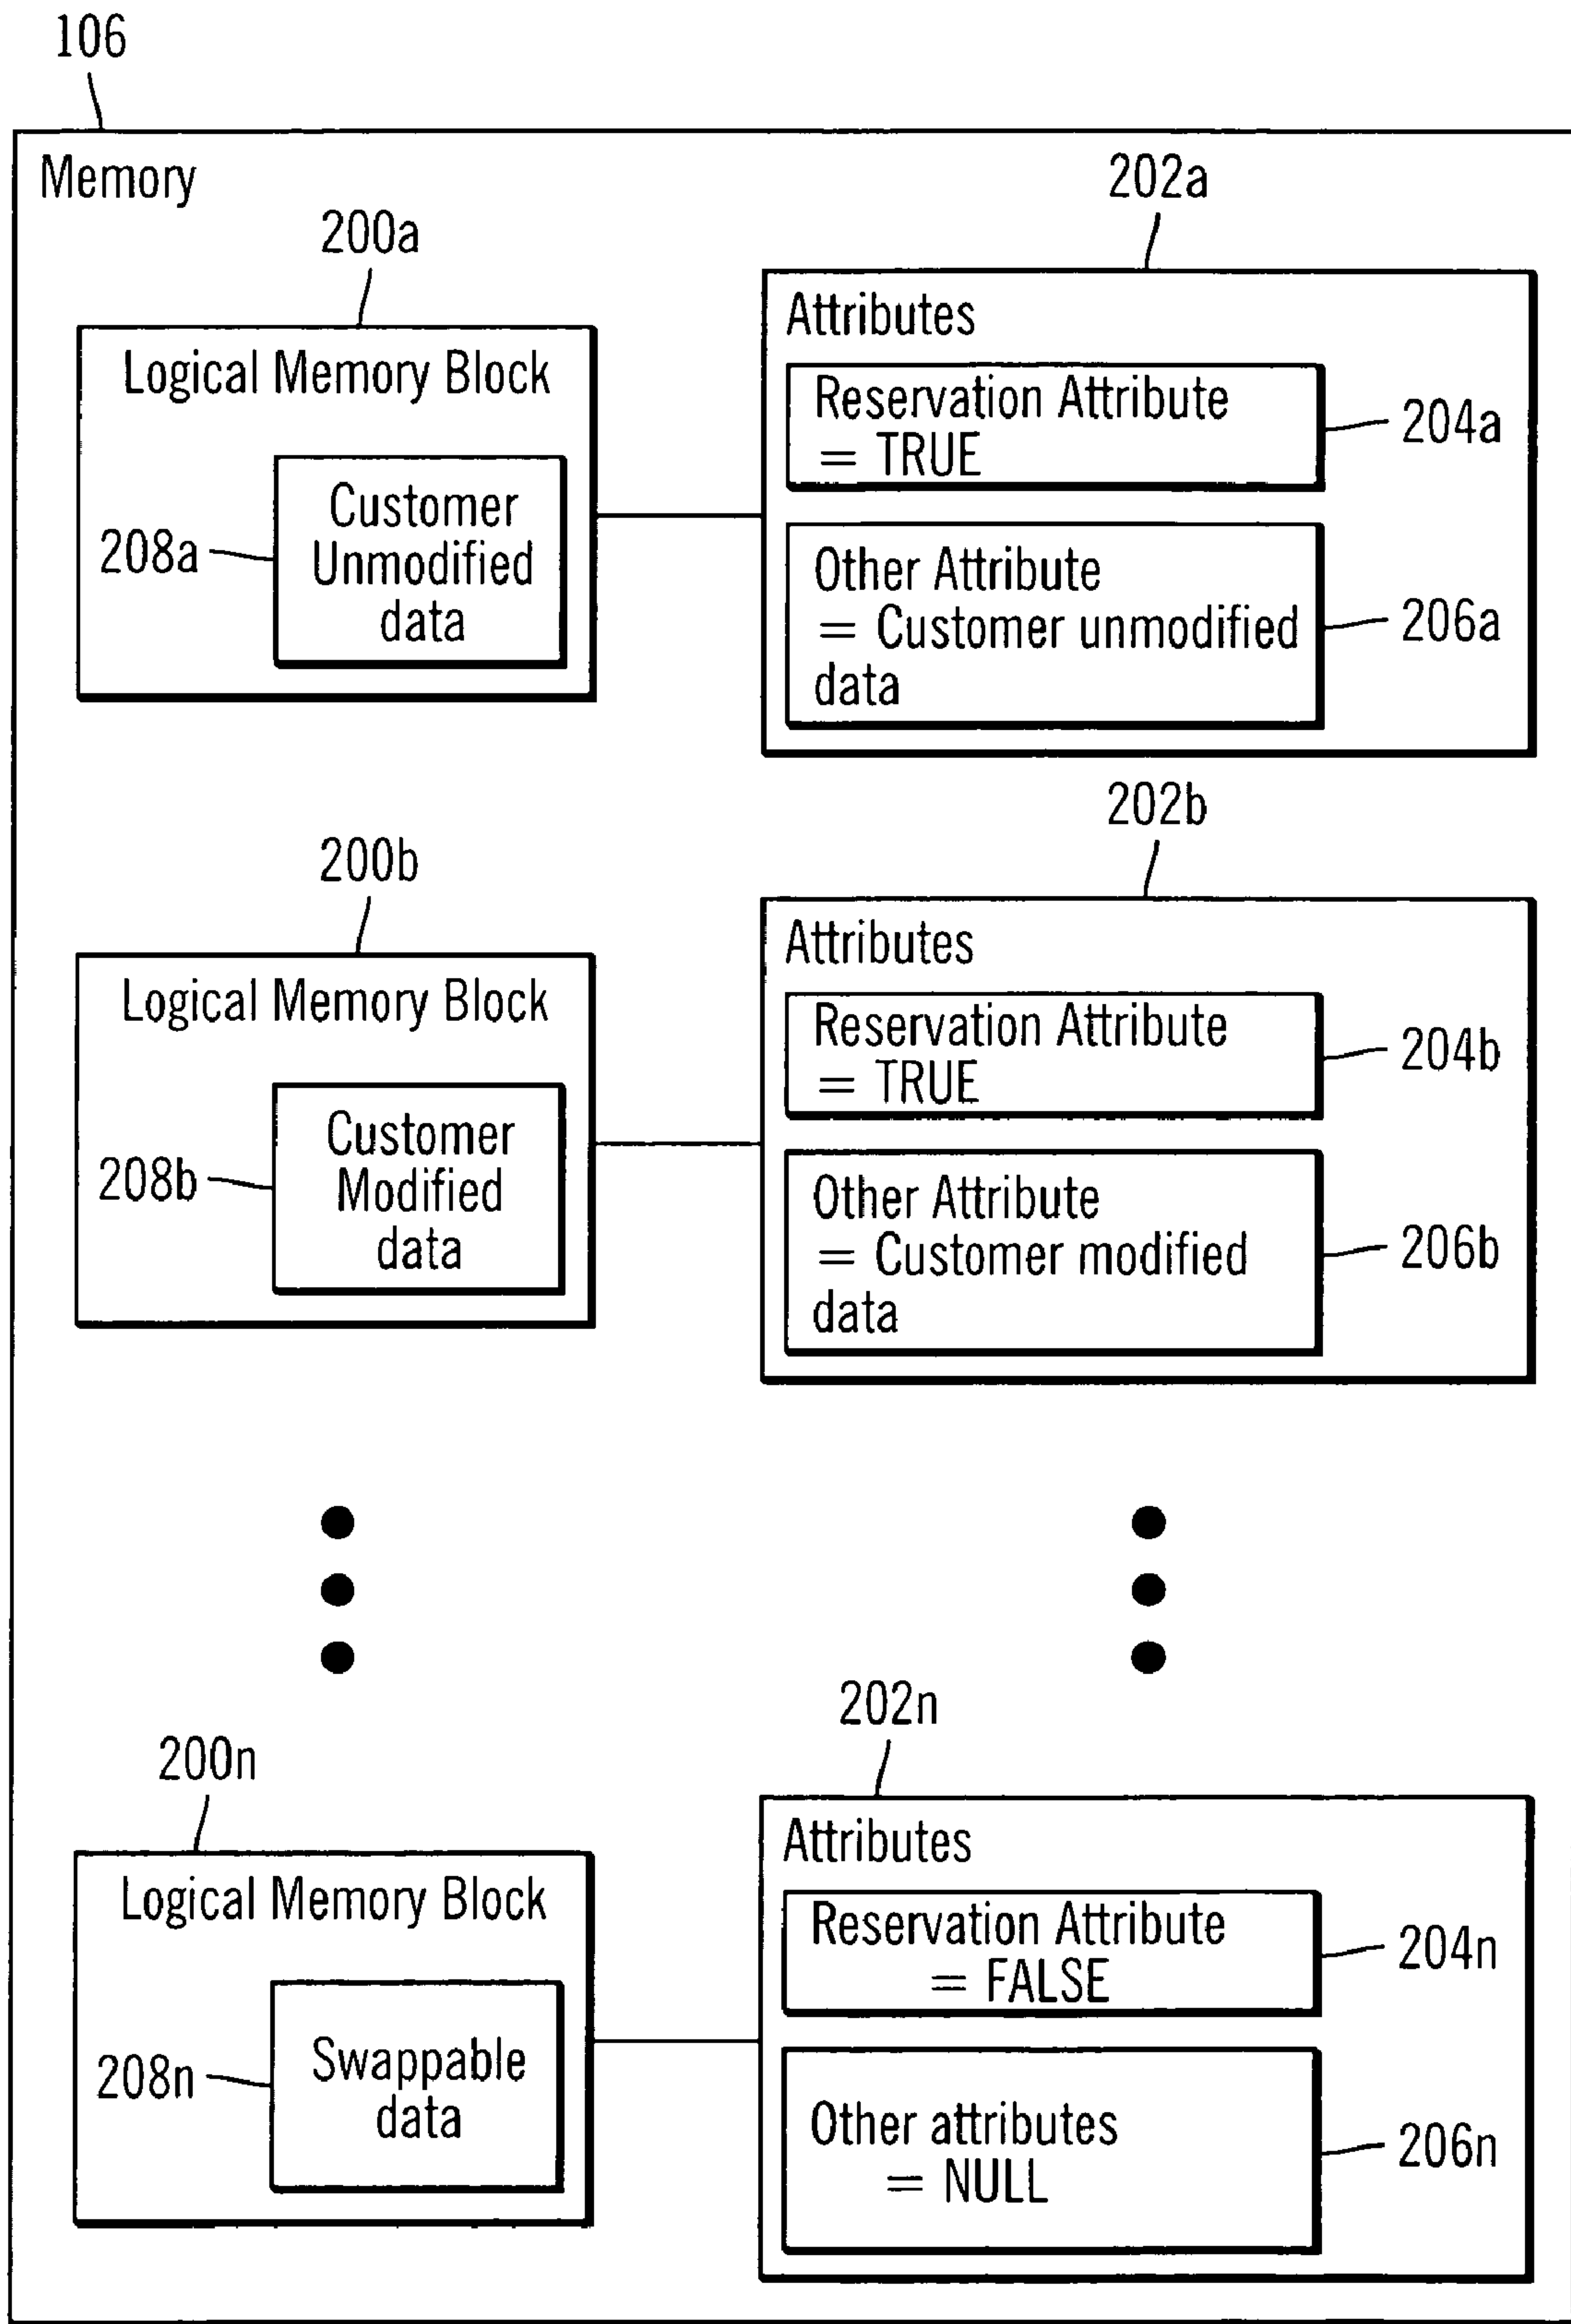 106
Memory
200a
202a
Logical Memory Block
208a
Customer
Unmodified
data
Attributes
Reservation Attribute
= TRUE
204a
Other Attribute
= Customer unmodified
data
206a
200b
202b
Logical Memory Block
208b
Customer
Modified
data
Attributes
Reservation Attribute
= TRUE
204b
Other Attribute
= Customer modified
data
206b
200n
202n
Logical Memory Block
208n
Swappable
data
Attributes
Reservation Attribute
= FALSE
204n
Other attributes
= NULL
206n